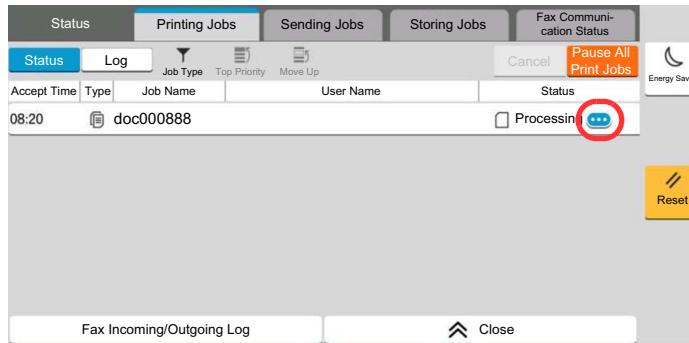 Status
Printing Jobs
Sending Jobs
Storing Jobs
Fax Communi-
cation Status
Status
Log
Job Type
Top Priority
Move Up
Cancel
Pause All
Print Jobs
Energy Sav
Accept Time
Type
Job Name
User Name
Status
08:20
doc000888
Processing
Reset
Fax Incoming/Outgoing Log
Close